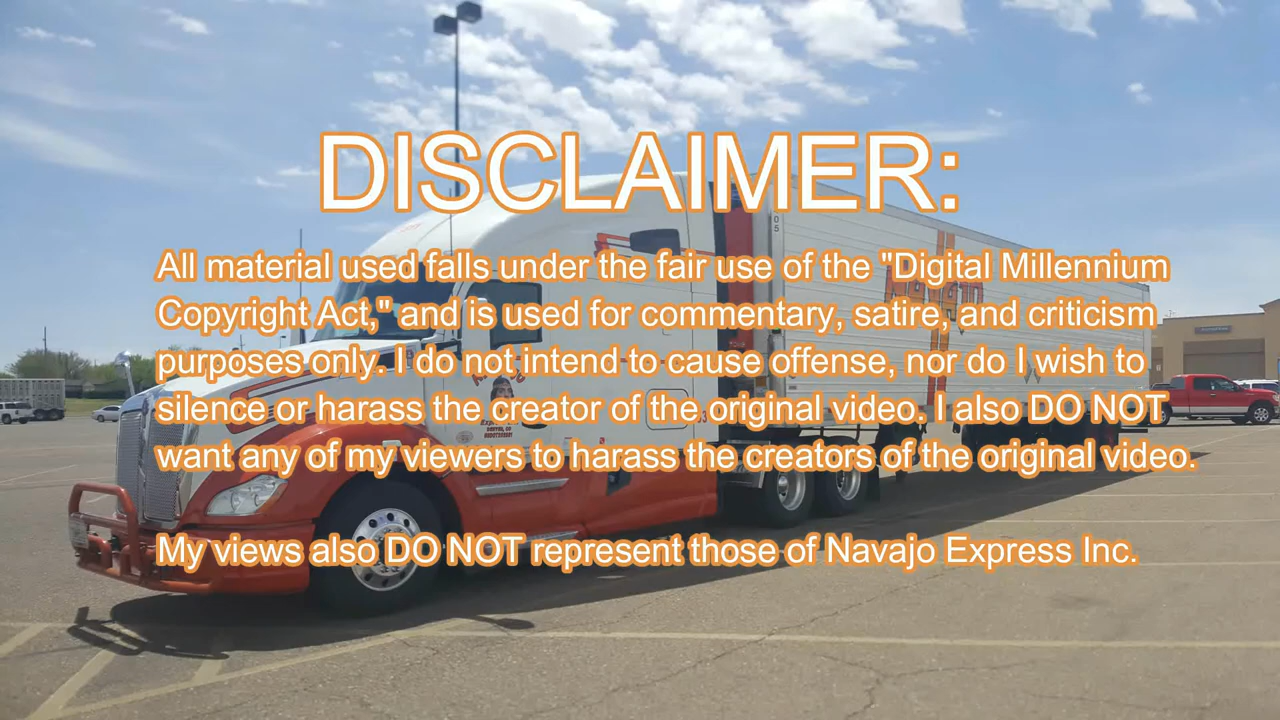 DISCLAIMER:
All material used falls under the fair use of the "Digital Millennium
Copyright Act," and is used for commentary, satire, and criticism
purposes only. I do not intend to cause offense, nor do I wish to
silence or harass the creator of the original video. I also DO NOT
want any of my viewers to harass the creators of the original video.
My views also DO NOT represent those of Navajo Express Inc.